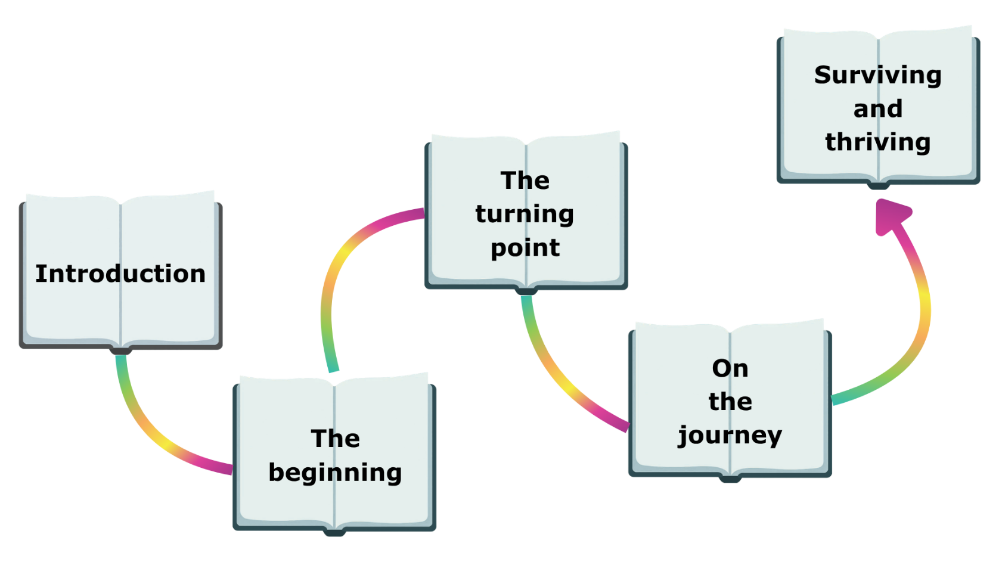 Introduction
The
beginning
The
turning
point
On
the
journey
Surviving
and
thriving